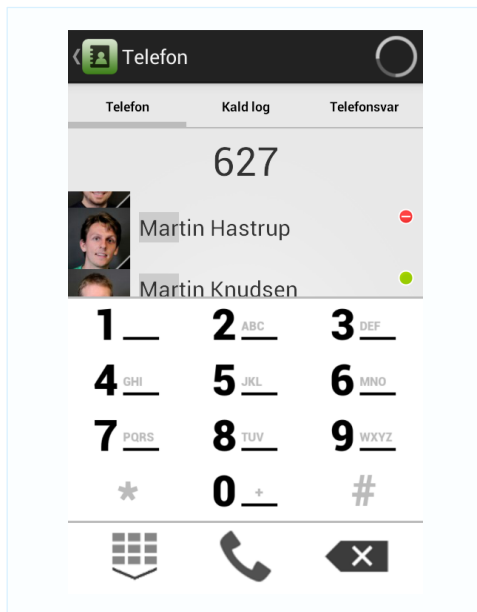 Telefon
Telefon Kald log Telefonsvar
627
Martin Hastrup
Martin Knudsen
1 2 ABC 3 DEF
4 GHI 5 JKL 6 MNO
7 PQRS 8 TUV 9 WXYZ
* 0 + #